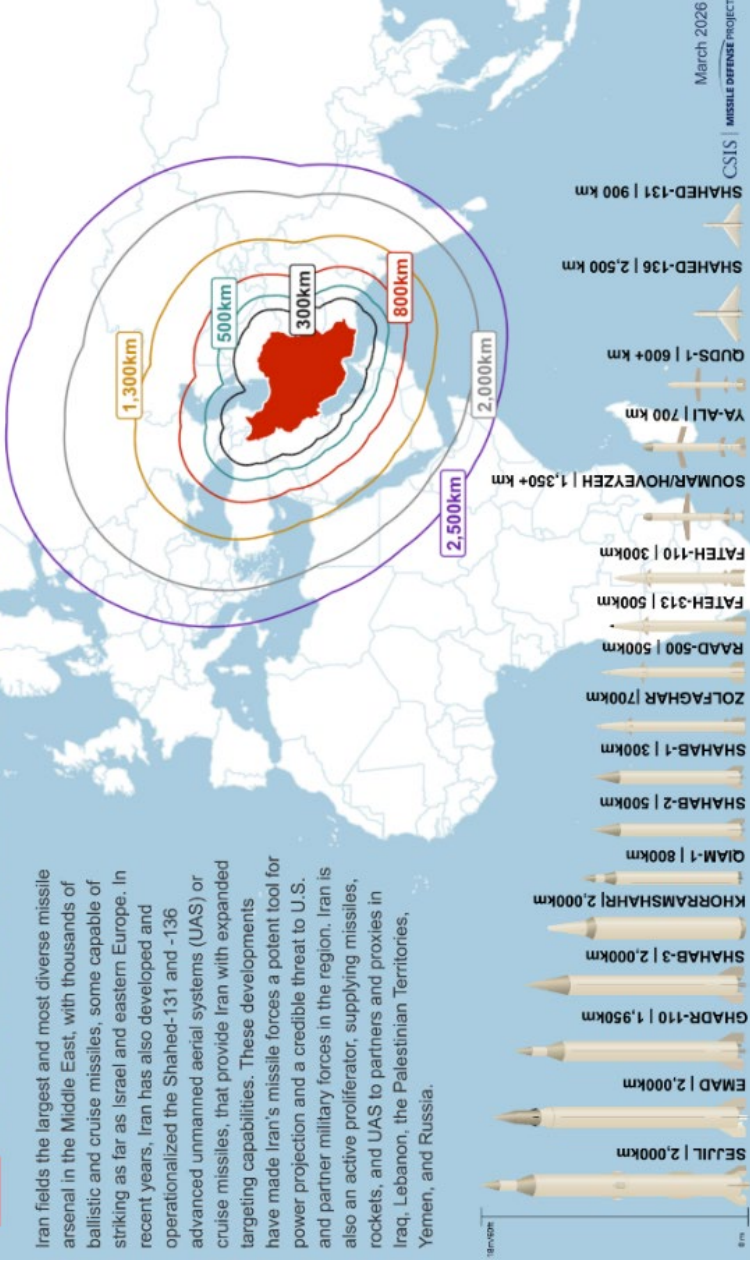 Iran fields the largest and most diverse missile
arsenal in the Middle East, with thousands of
ballistic and cruise missiles, some capable of
striking as far as Israel and eastern Europe. In
recent years, Iran has also developed and
operationalized the Shahed-131 and -136
advanced unmanned aerial systems (UAS) or
cruise missiles, that provide Iran with expanded
targeting capabilities. These developments
have made Iran's missile forces a potent tool for
power projection and a credible threat to U.S.
and partner military forces in the region. Iran is
also an active proliferator, supplying missiles,
rockets, and UAS to partners and proxies in
Iraq, Lebanon, the Palestinian Territories,
Yemen, and Russia.
1,300km
500km
300km
800km
2,000km
2,500km
SEJJIL | 2,000km
EMAD | 2,000km
GHADR-110 | 1,950km
SHAHAB-3 | 2,000km
KHORRAMSHAHR| 2,000km
QIAM-1 | 800km
SHAHAB-2 | 500km
SHAHAB-1 | 300km
ZOLFAGHAR |700km
RAAD-500 | 500km
FATEH-313 | 500km
FATEH-110 | 300km
SOUMAR/HOVEYZEH | 1,350+ km
YA-ALI | 700 km
QUDS-1 | 600+ km
SHAHED-136 | 2,500 km
SHAHED-131 | 900 km
March 2026
CSIS | MISSILE DEFENSE PROJECT